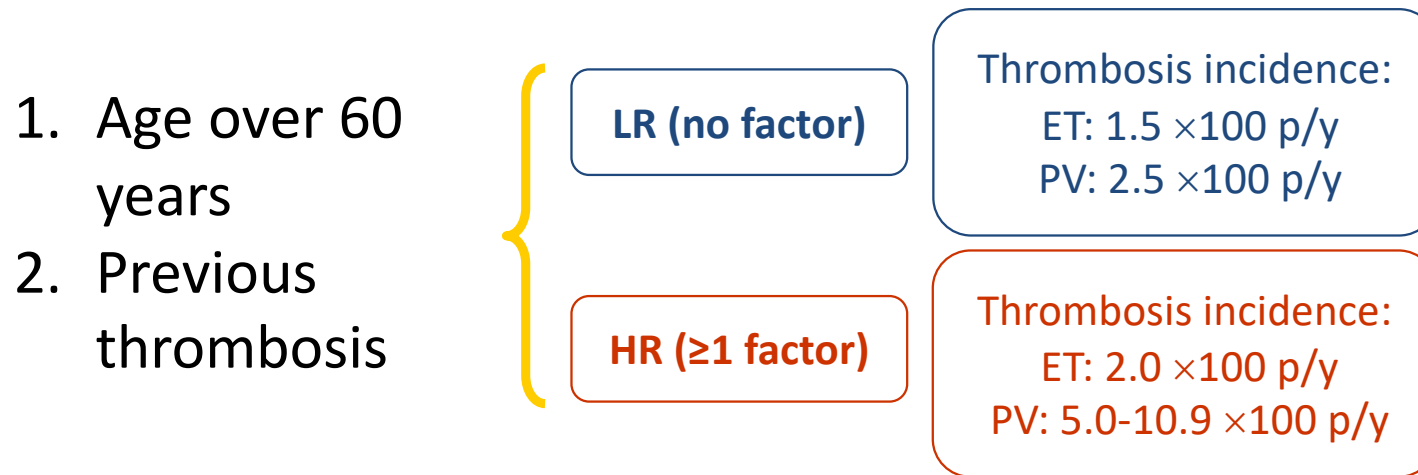 1. Age over 60
years
2. Previous
thrombosis
LR (no factor)
Thrombosis incidence:
ET: 1.5 ×100 p/y
PV: 2.5 ×100 p/y
HR (≥1 factor)
Thrombosis incidence:
ET: 2.0 ×100 p/y
PV: 5.0-10.9 ×100 p/y